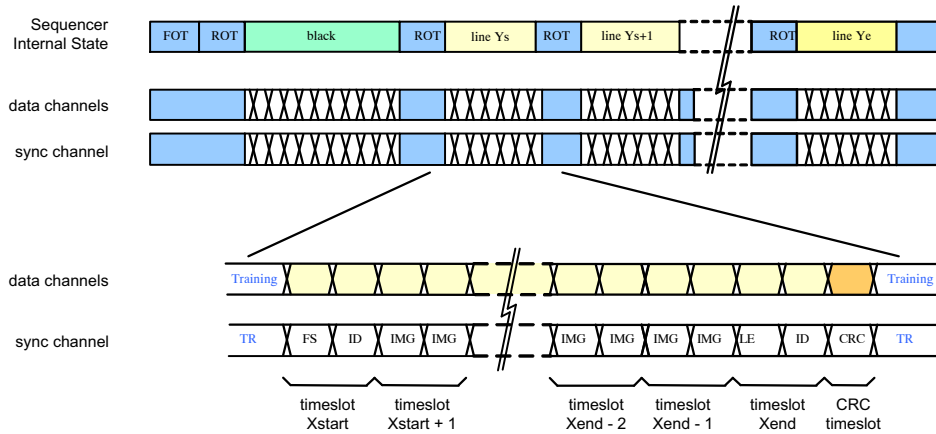 Sequencer
Internal State
FOT ROT black ROT line Ys ROT line Ys+1 ROT line Ye
data channels
sync channel
data channels Training Training
sync channel TR FS ID IMG IMG IMG IMG IMG IMG LE ID CRC TR
timeslot timeslot timeslot timeslot timeslot CRC
Xstart Xstart + 1 Xend - 2 Xend - 1 Xend timeslot